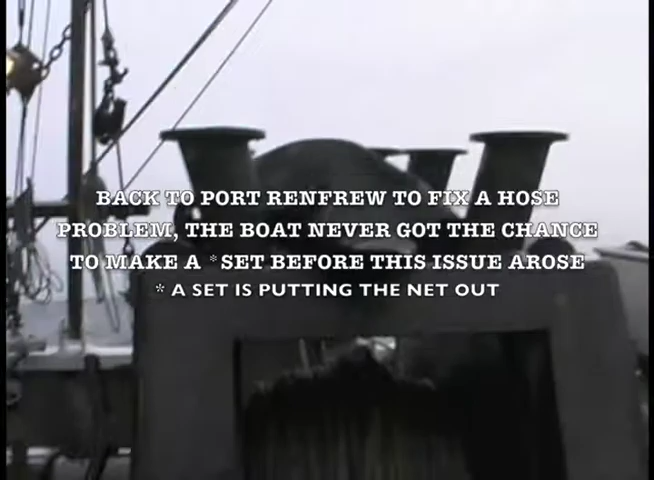 BACK TO PORT RENFREW TO FIX A HOSE
PROBLEM, THE BOAT NEVER GOT THE CHANCE
TO MAKE A *SET BEFORE THIS ISSUE AROSE
* A SET IS PUTTING THE NET OUT